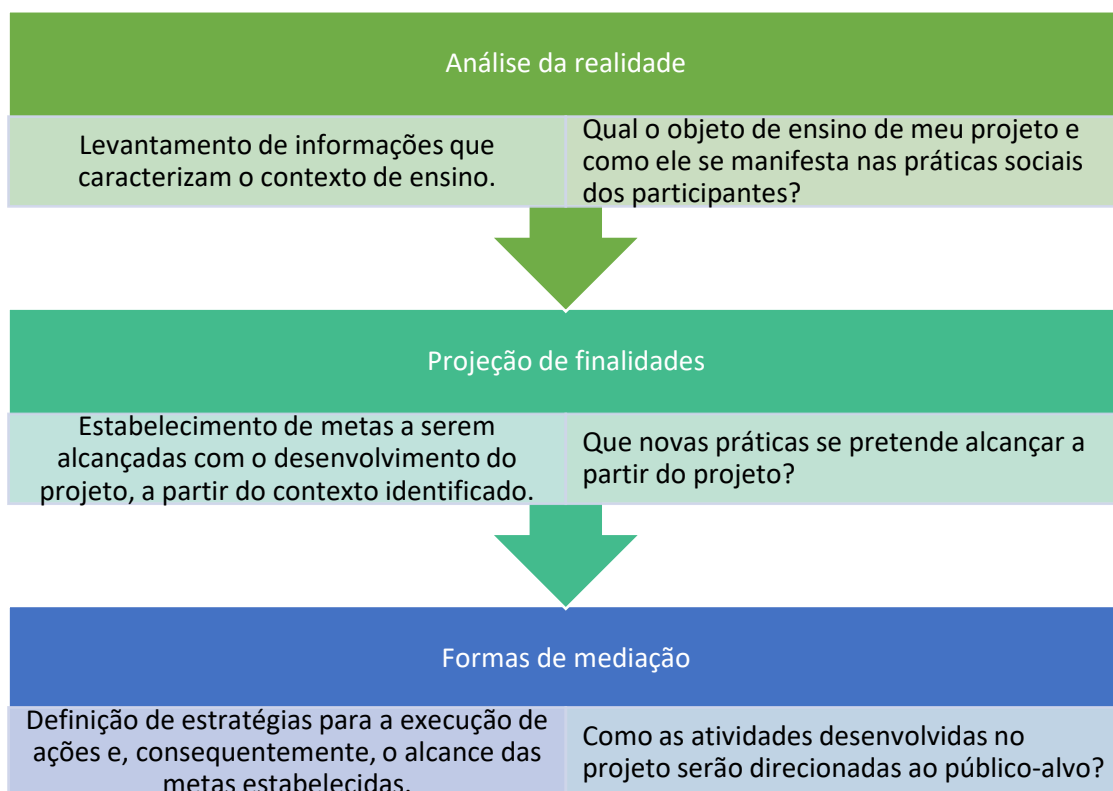 Análise da realidade
Levantamento de informações que
caracterizam o contexto de ensino.
Qual o objeto de ensino de meu projeto e
como ele se manifesta nas práticas sociais
dos participantes?
Projeção de finalidades
Estabelecimento de metas a serem
alcançadas com o desenvolvimento do
projeto, a partir do contexto identificado.
Que novas práticas se pretende alcançar a
partir do projeto?
Formas de mediação
Definição de estratégias para a execução de
ações e, consequentemente, o alcance das
metas estabelecidas.
Como as atividades desenvolvidas no
projeto serão direcionadas ao público-alvo?